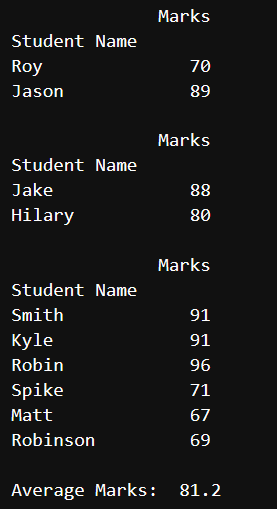 Marks
Student Name
Roy 70
Jason 89
Marks
Student Name
Jake 88
Hilary 80
Marks
Student Name
Smith 91
Kyle 91
Robin 96
Spike 71
Matt 67
Robinson 69
Average Marks: 81.2